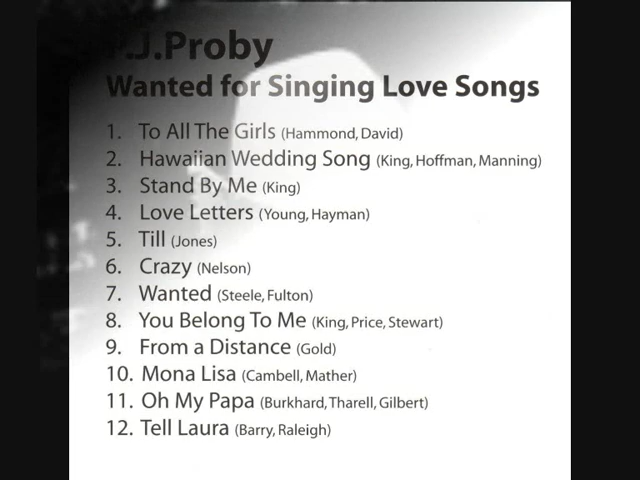 P.J.Proby
Wanted for Singing Love Songs
1. To All The Girls (Hammond, David)
2. Hawaiian Wedding Song (King, Hoffman, Manning)
3. Stand By Me (King)
4. Love Letters (Young, Hayman)
5. Till (Jones)
6. Crazy (Nelson)
7. Wanted (Steele, Fulton)
8. You Belong To Me (King, Price, Stewart)
9. From a Distance (Gold)
10. Mona Lisa (Cambell, Mather)
11. Oh My Papa (Burkhard, Tharell, Gilbert)
12. Tell Laura (Barry, Raleigh)